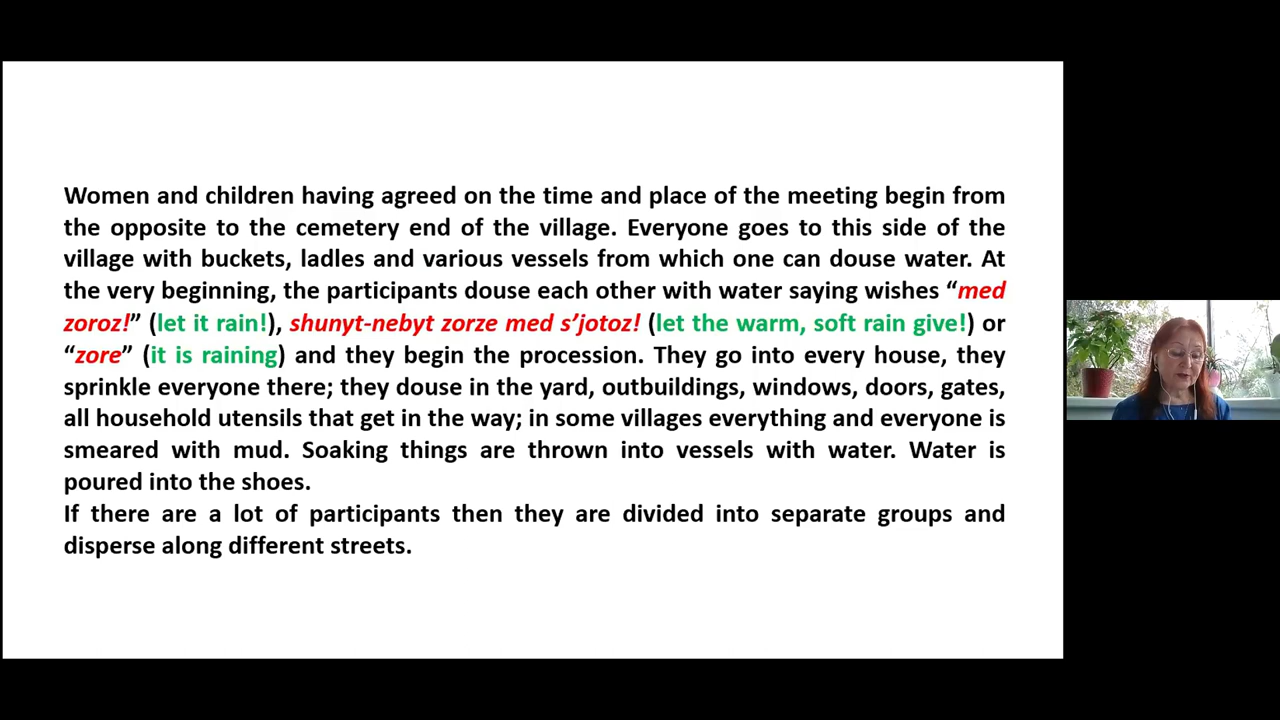 Women and children having agreed on the time and place of the meeting begin from
the opposite to the cemetery end of the village. Everyone goes to this side of the
village with buckets, ladles and various vessels from which one can douse water. At
the very beginning, the participants douse each other with water saying wishes “med
zoroz!” (let it rain!), shunyt-nebyt zorze med s’jotoz! (let the warm, soft rain give!) or
“zore” (it is raining) and they begin the procession. They go into every house, they
sprinkle everyone there; they douse in the yard, outbuildings, windows, doors, gates,
all household utensils that get in the way; in some villages everything and everyone is
smeared with mud. Soaking things are thrown into vessels with water. Water is
poured into the shoes.
If there are a lot of participants then they are divided into separate groups and
disperse along different streets.